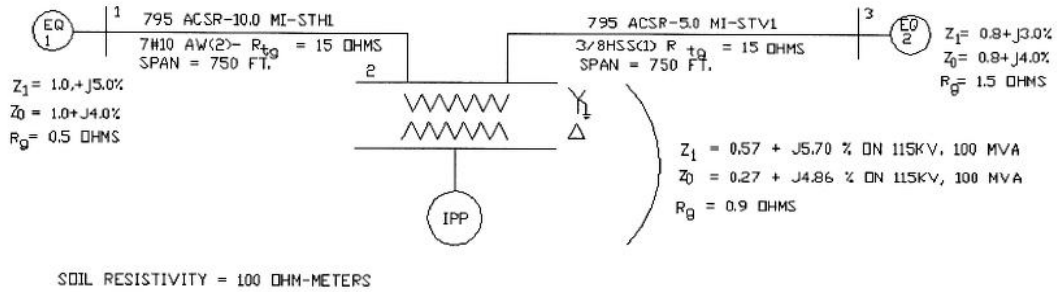 EQ
1
1
795 ACSR-10.0 MI-STH1
7#10 AW(2)- Rtg = 15 OHMS
SPAN = 750 FT.
2
795 ACSR-5.0 MI-STV1
3/8HSS(1) R tg = 15 OHMS
SPAN = 750 FT.
3
EQ
2
Z1= 0.8+J3.0%
Z0= 0.8+J4.0%
Rg= 1.5 OHMS
Z1= 1.0,+J5.0%
Z0= 1.0+J4.0%
Rg= 0.5 OHMS
Z1 = 0.57 + J5.70 % ON 115KV, 100 MVA
Z0 = 0.27 + J4.86 % ON 115KV, 100 MVA
Rg = 0.9 OHMS
IPP
SOIL RESISTIVITY = 100 OHM-METERS